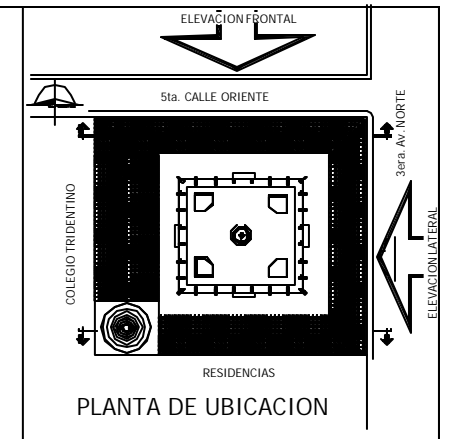 ELEVACION FRONTAL
5ta. CALLE ORIENTE
3era. Av. NORTE
COLEGIO TRIDENTINO
ELEVACION LATERAL
RESIDENCIAS
PLANTA DE UBICACION